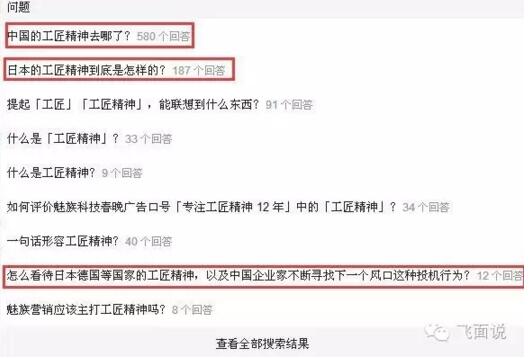 问题
中国的工匠精神去哪了？ 580 个回答
日本的工匠精神到底是怎样的？ 187 个回答
提起「工匠」「工匠精神」，能联想到什么东西？ 91 个回答
什么是「工匠精神」？ 33 个回答
什么是工匠精神？ 9 个回答
如何评价魅族科技春晚广告口号「专注工匠精神 12 年」中的「工匠精神」？ 34 个回答
一句话形容工匠精神？ 40 个回答
怎么看待日本德国等国家的工匠精神，以及中国企业家不断寻找下一个风口这种投机行为？ 12 个回答
魅族营销应该主打工匠精神吗？ 8 个回答
查看全部搜索结果
飞面说